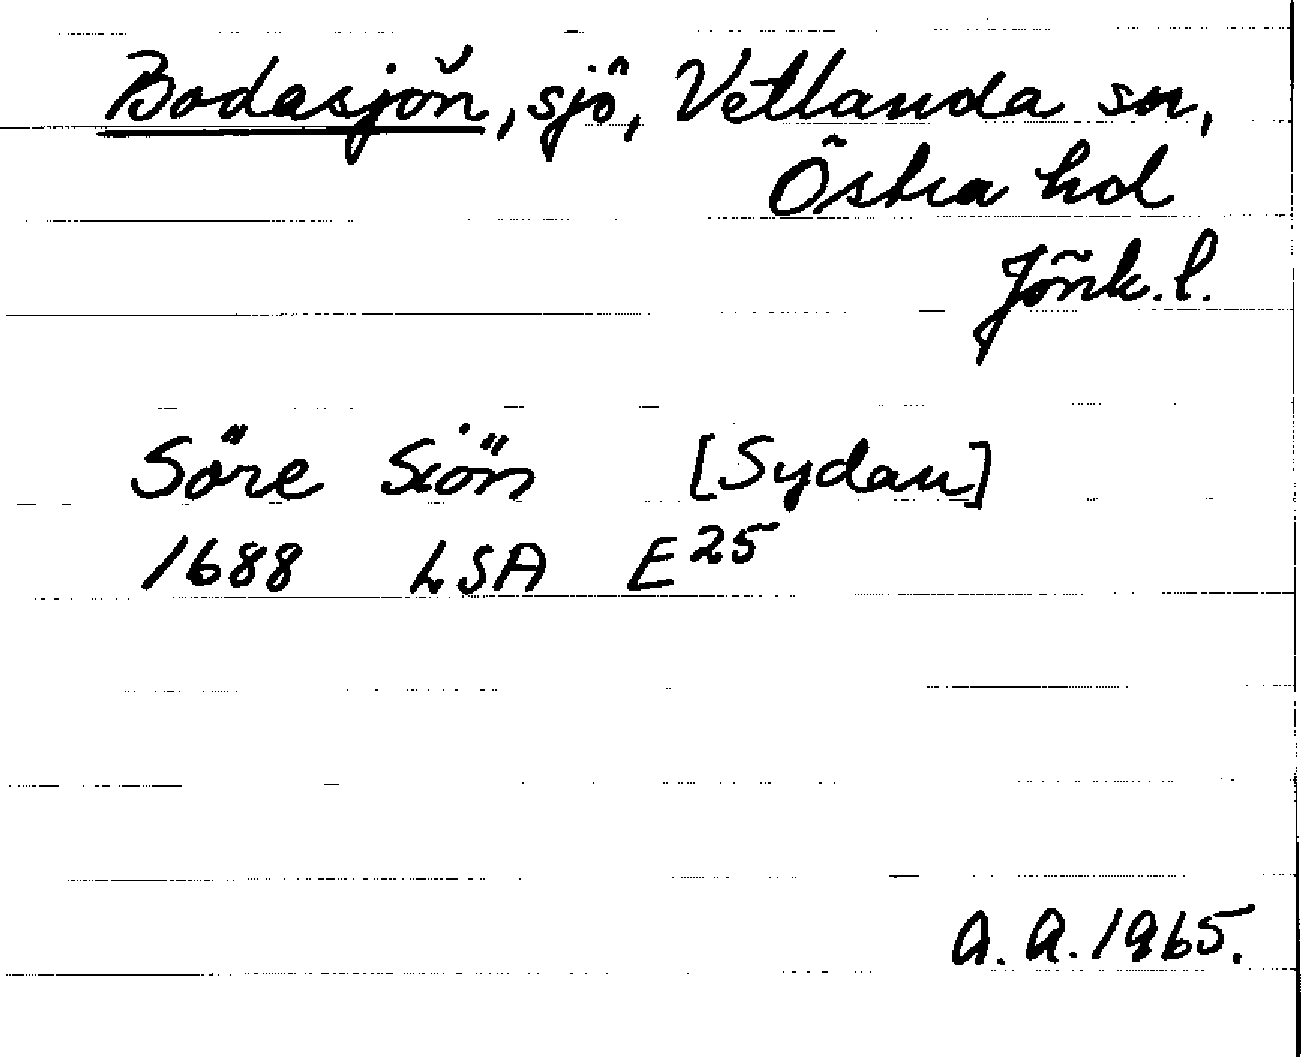 Bodasjön, sjö, Vetlanda sn,
Östra hd
Jönk. l.
Söre Siön [Sydan]
1688 LSA E25
A. A. 1965.